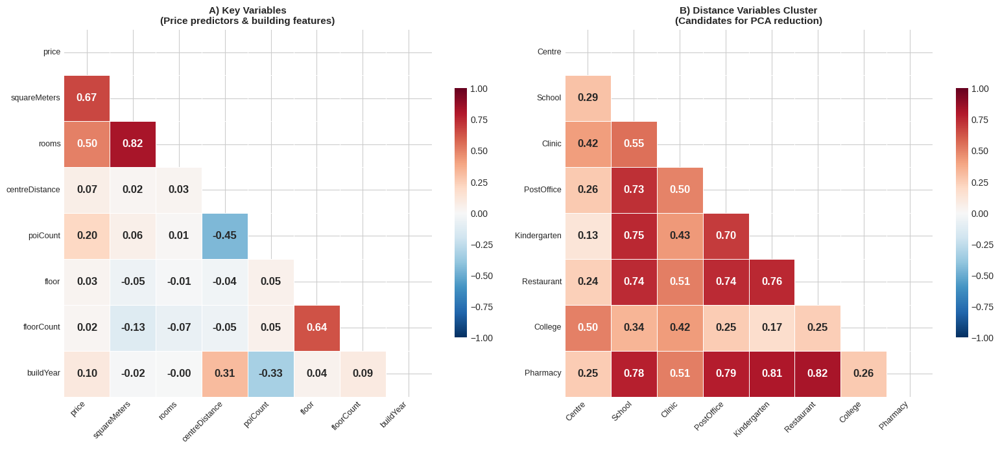 A) Key Variables
(Price predictors & building features)
price
squareMeters 0.67
rooms 0.50 0.82
centreDistance 0.07 0.02 0.03
poiCount 0.20 0.06 0.01 -0.45
floor 0.03 -0.05 -0.01 -0.04 0.05
floorCount 0.02 -0.13 -0.07 -0.05 0.05 0.64
buildYear 0.10 -0.02 -0.00 0.31 -0.33 0.04 0.09
price squareMeters rooms centreDistance poiCount floor floorCount buildYear
1.00
0.75
0.50
0.25
0.00
−0.25
−0.50
−0.75
−1.00
B) Distance Variables Cluster
(Candidates for PCA reduction)
Centre
School 0.29
Clinic 0.42 0.55
PostOffice 0.26 0.73 0.50
Kindergarten 0.13 0.75 0.43 0.70
Restaurant 0.24 0.74 0.51 0.74 0.76
College 0.50 0.34 0.42 0.25 0.17 0.25
Pharmacy 0.25 0.78 0.51 0.79 0.81 0.82 0.26
Centre School Clinic PostOffice Kindergarten Restaurant College Pharmacy
1.00
0.75
0.50
0.25
0.00
−0.25
−0.50
−0.75
−1.00